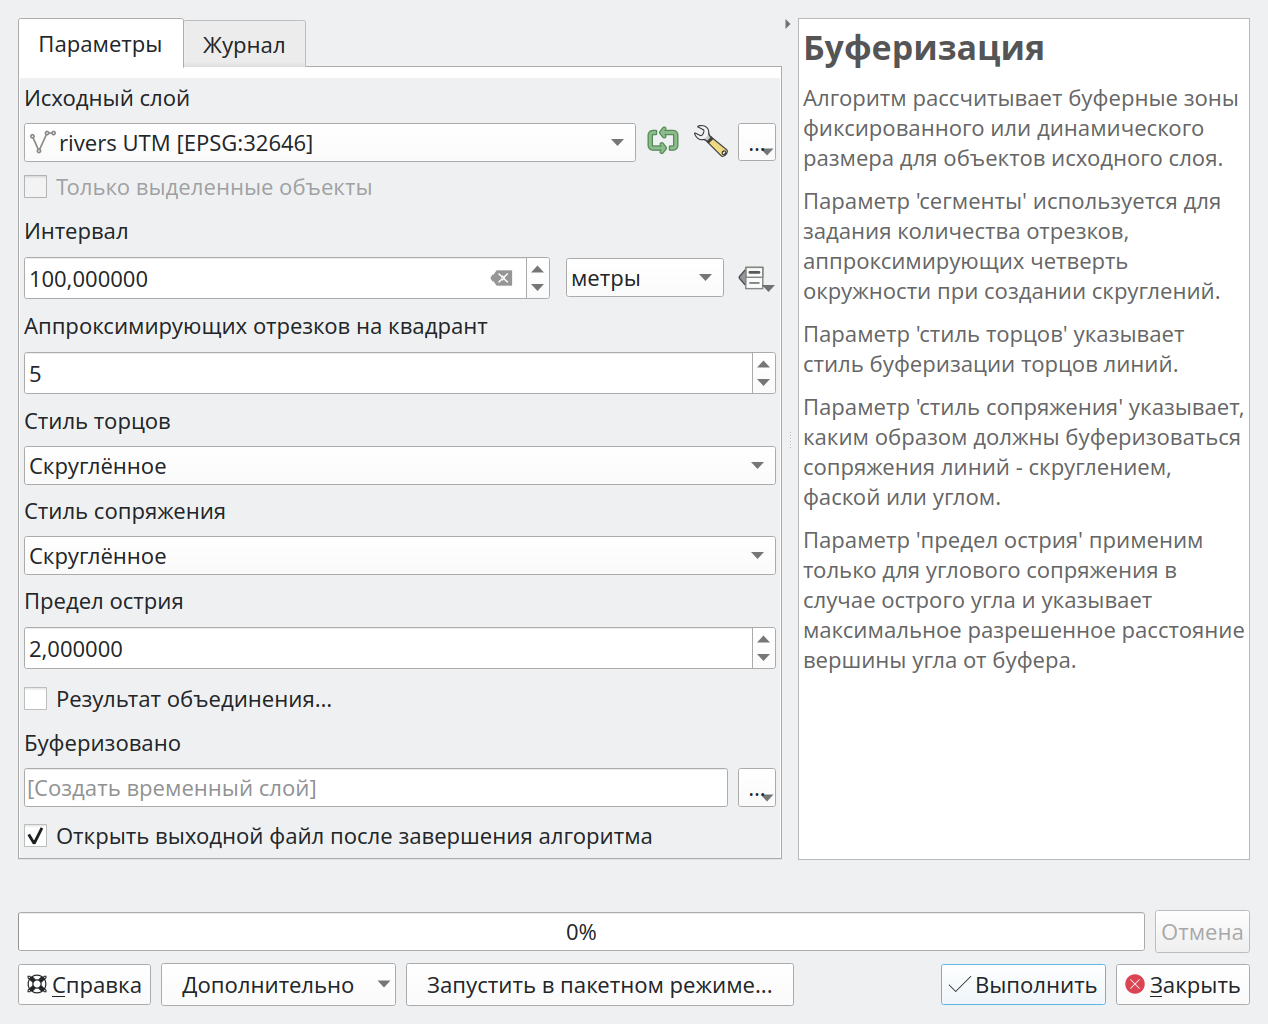 Параметры
Журнал
Исходный слой
rivers UTM [EPSG:32646]
...
Только выделенные объекты
Интервал
100,000000
метры
Аппроксимирующих отрезков на квадрант
5
Стиль торцов
Скруглённое
Стиль сопряжения
Скруглённое
Предел острия
2,000000
Результат объединения...
Буферизовано
[Создать временный слой]
...
Открыть выходной файл после завершения алгоритма
Буферизация
Алгоритм рассчитывает буферные зоны
фиксированного или динамического
размера для объектов исходного слоя.
Параметр 'сегменты' используется для
задания количества отрезков,
аппроксимирующих четверть
окружности при создании скруглений.
Параметр 'стиль торцов' указывает
стиль буферизации торцов линий.
Параметр 'стиль сопряжения' указывает,
каким образом должны буферизоваться
сопряжения линий - скруглением,
фаской или углом.
Параметр 'предел острия' применим
только для углового сопряжения в
случае острого угла и указывает
максимальное разрешенное расстояние
вершины угла от буфера.
0%
Отмена
Справка
Дополнительно
Запустить в пакетном режиме...
Выполнить
Закрыть